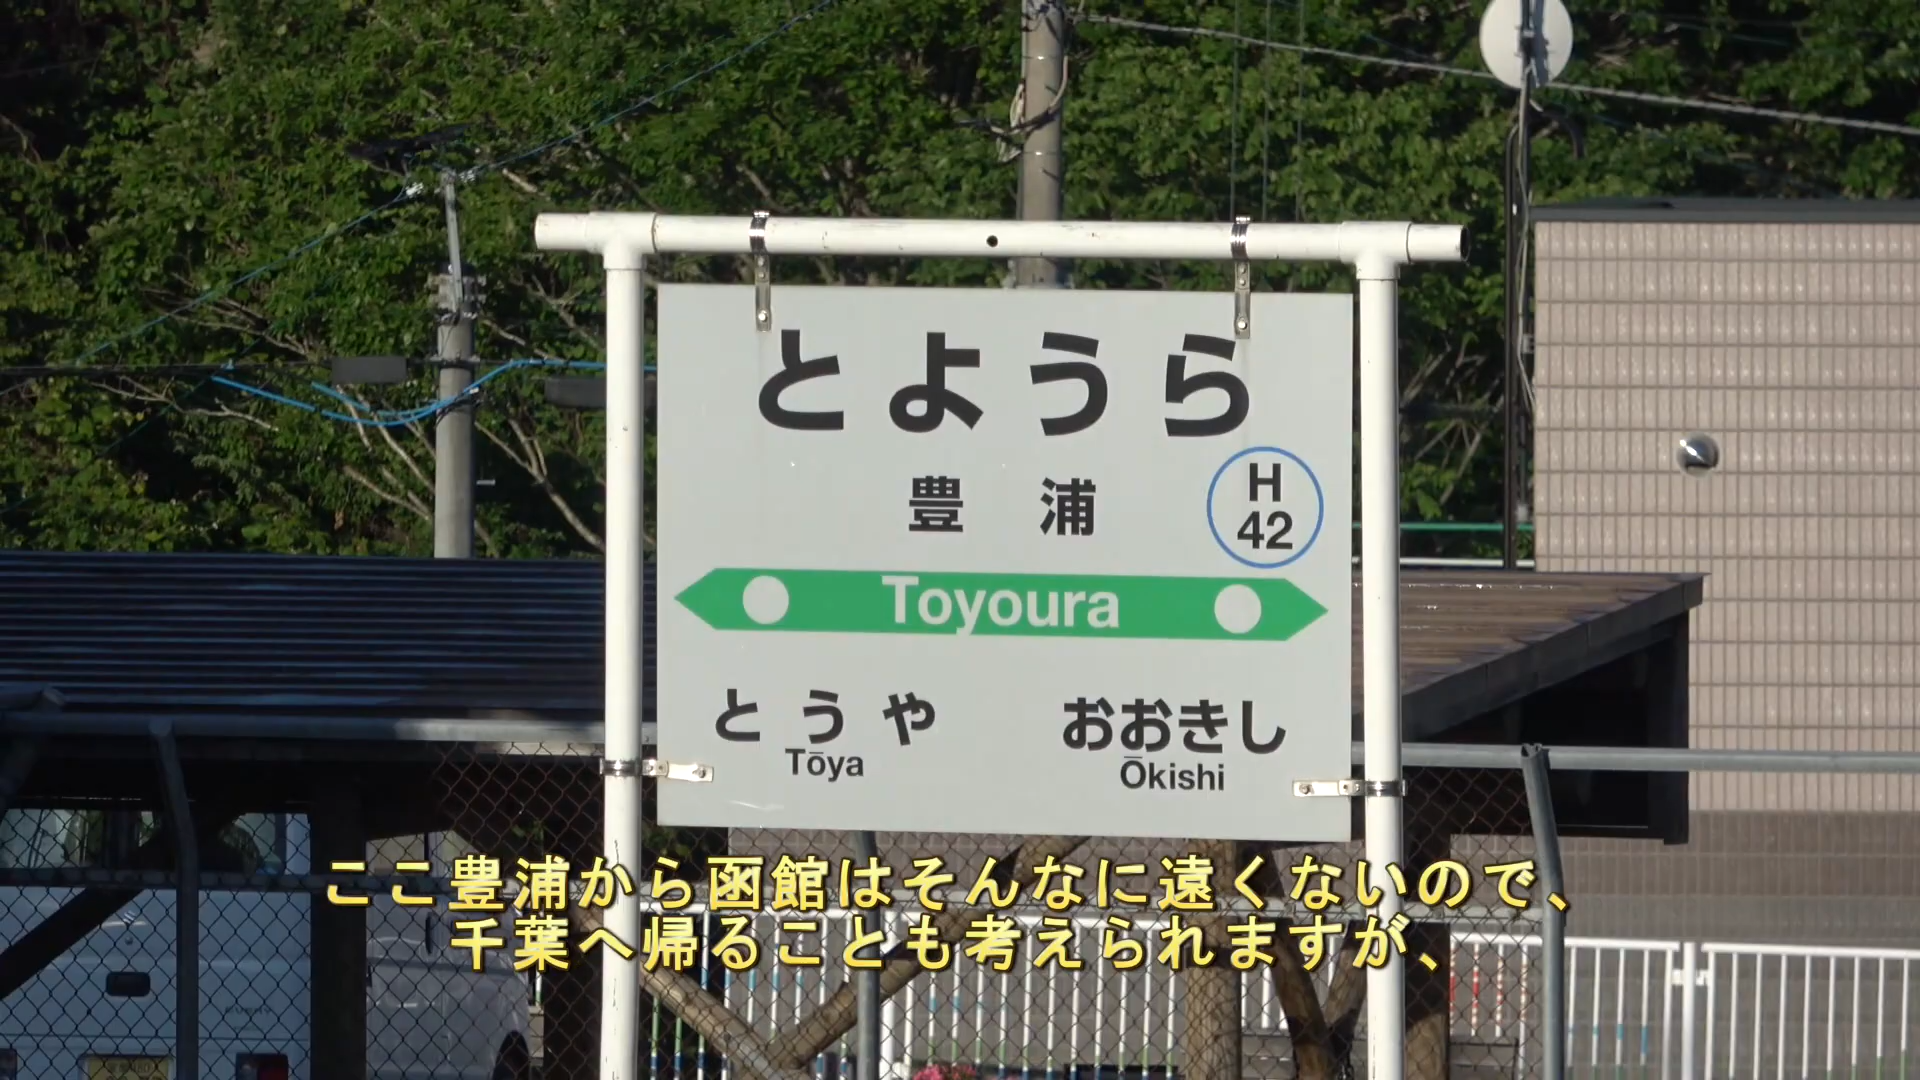 とようら
豊浦
H
42
Toyoura
とうや
Tōya
おおきし
Ōkishi
ここ豊浦から函館はそんなに遠くないので、
千葉へ帰ることも考えられますが、